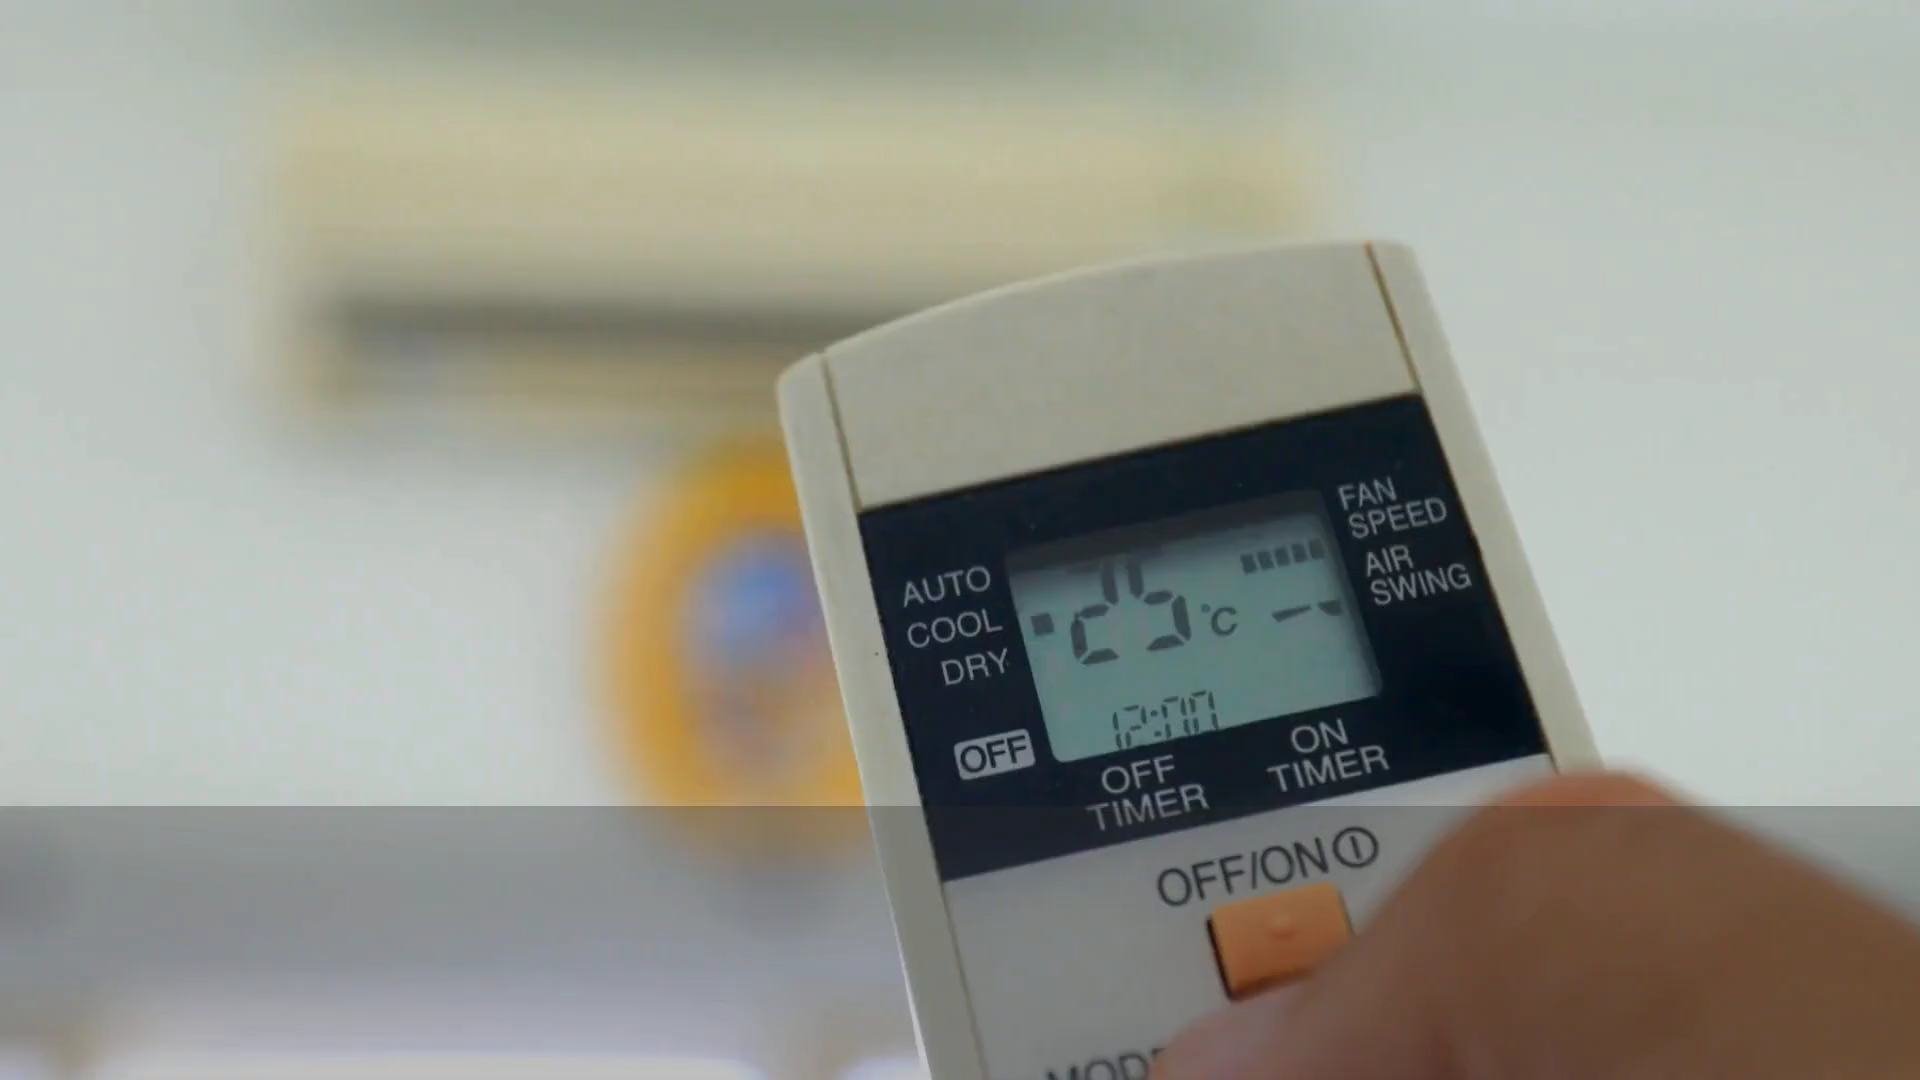 AUTO
COOL
DRY
OFF
25 °C
12:00
FAN
SPEED
AIR
SWING
OFF
TIMER
ON
TIMER
OFF/ON